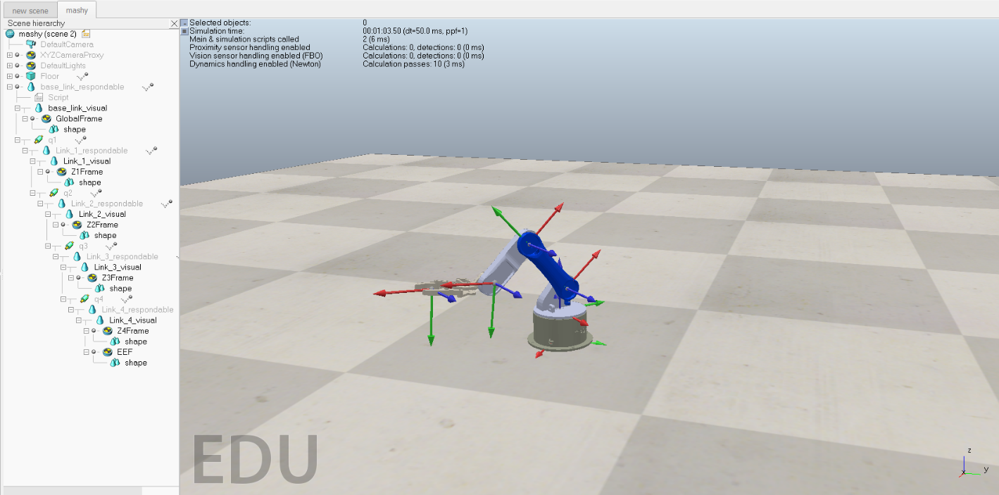 new scene
mashy
Scene hierarchy
mashy (scene 2)
DefaultCamera
XYZCameraProxy
DefaultLights
Floor
base_link_respondable
Script
base_link_visual
GlobalFrame
shape
q1
Link_1_respondable
Link_1_visual
Z1Frame
shape
q2
Link_2_respondable
Link_2_visual
Z2Frame
shape
q3
Link_3_respondable
Link_3_visual
Z3Frame
shape
q4
Link_4_respondable
Link_4_visual
Z4Frame
shape
EEF
shape
Selected objects: 0
Simulation time: 00:01:03.50 (dt=50.0 ms, ppf=1)
Main & simulation scripts called 2 (6 ms)
Proximity sensor handling enabled Calculations: 0, detections: 0 (0 ms)
Vision sensor handling enabled (FBO) Calculations: 0, detections: 0 (0 ms)
Dynamics handling enabled (Newton) Calculation passes: 10 (3 ms)
EDU
z
x
y